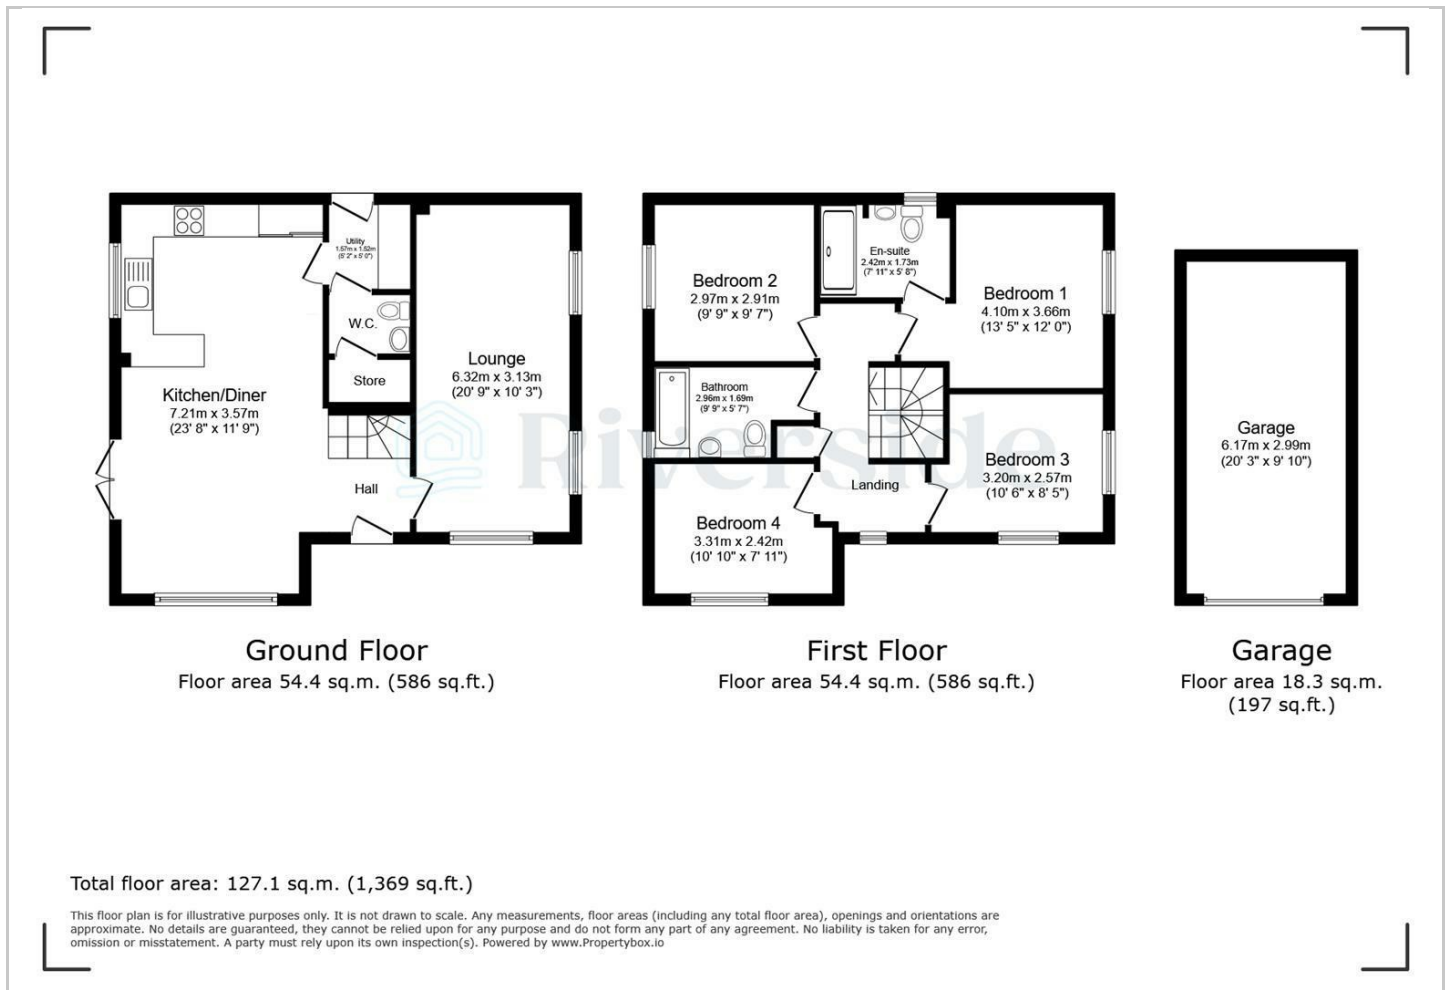 Utility
1.57m x 1.52m
(5' 2" x 5' 0")
W.C.
Store
Kitchen/Diner
7.21m x 3.57m
(23' 8" x 11' 9")
Lounge
6.32m x 3.13m
(20' 9" x 10' 3")
Hall
Ground Floor
Floor area 54.4 sq.m. (586 sq.ft.)
Bedroom 2
2.97m x 2.91m
(9' 9" x 9' 7")
En-suite
2.42m x 1.73m
(7' 11" x 5' 8")
Bedroom 1
4.10m x 3.66m
(13' 5" x 12' 0")
Bathroom
2.96m x 1.69m
(9' 9" x 5' 7")
Bedroom 3
3.20m x 2.57m
(10' 6" x 8' 5")
Landing
Bedroom 4
3.31m x 2.42m
(10' 10" x 7' 11")
First Floor
Floor area 54.4 sq.m. (586 sq.ft.)
Garage
6.17m x 2.99m
(20' 3" x 9' 10")
Garage
Floor area 18.3 sq.m.
(197 sq.ft.)
Riverside
Total floor area: 127.1 sq.m. (1,369 sq.ft.)
This floor plan is for illustrative purposes only. It is not drawn to scale. Any measurements, floor areas (including any total floor area), openings and orientations are
approximate. No details are guaranteed, they cannot be relied upon for any purpose and do not form any part of any agreement. No liability is taken for any error,
omission or misstatement. A party must rely upon its own inspection(s). Powered by www.Propertybox.io